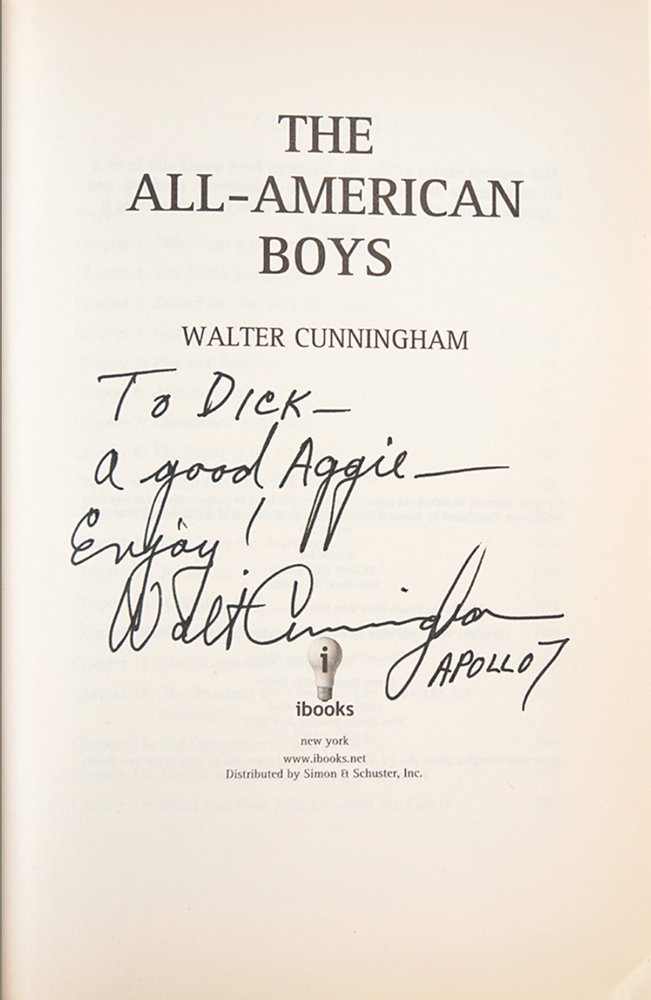 THE
ALL-AMERICAN
BOYS
WALTER CUNNINGHAM
To DICK—
a good Aggie—
Enjoy!
Walt Cunningham
APOLLO 7
i
ibooks
new york
www.ibooks.net
Distributed by Simon & Schuster, Inc.